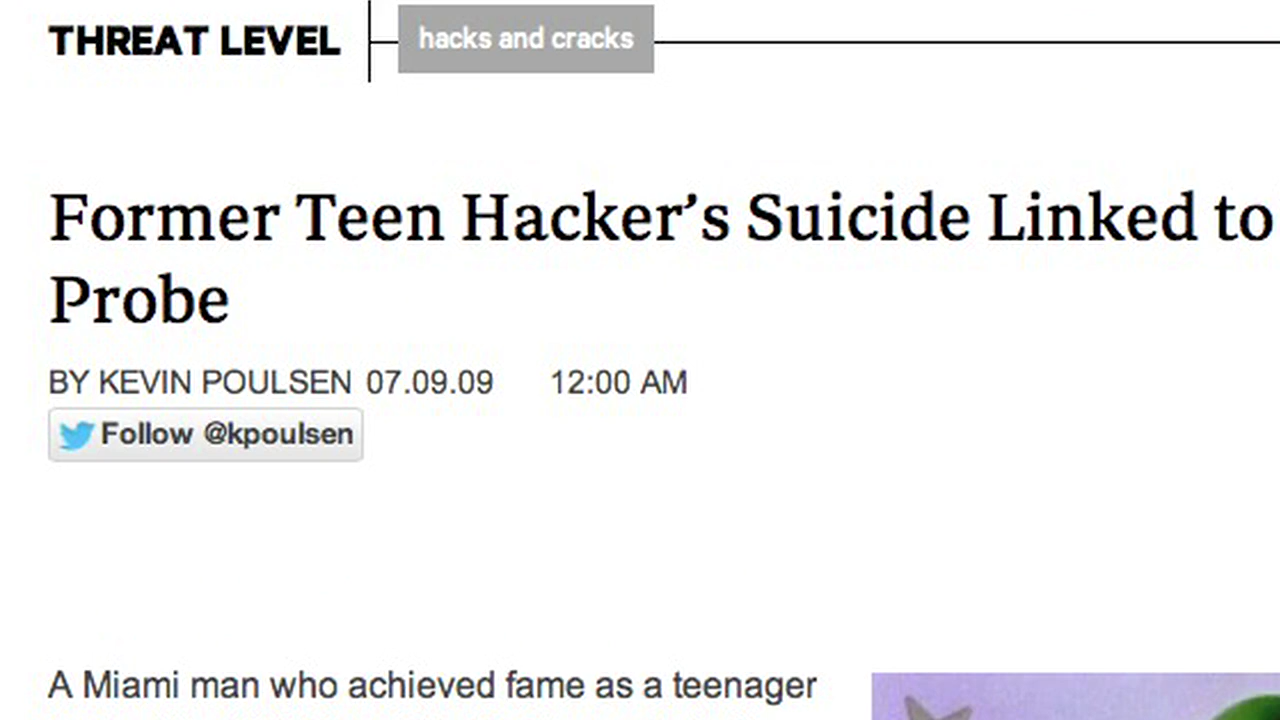 THREAT LEVEL
hacks and cracks
Former Teen Hacker’s Suicide Linked to
Probe
BY KEVIN POULSEN 07.09.09 12:00 AM
Follow @kpoulsen
A Miami man who achieved fame as a teenager